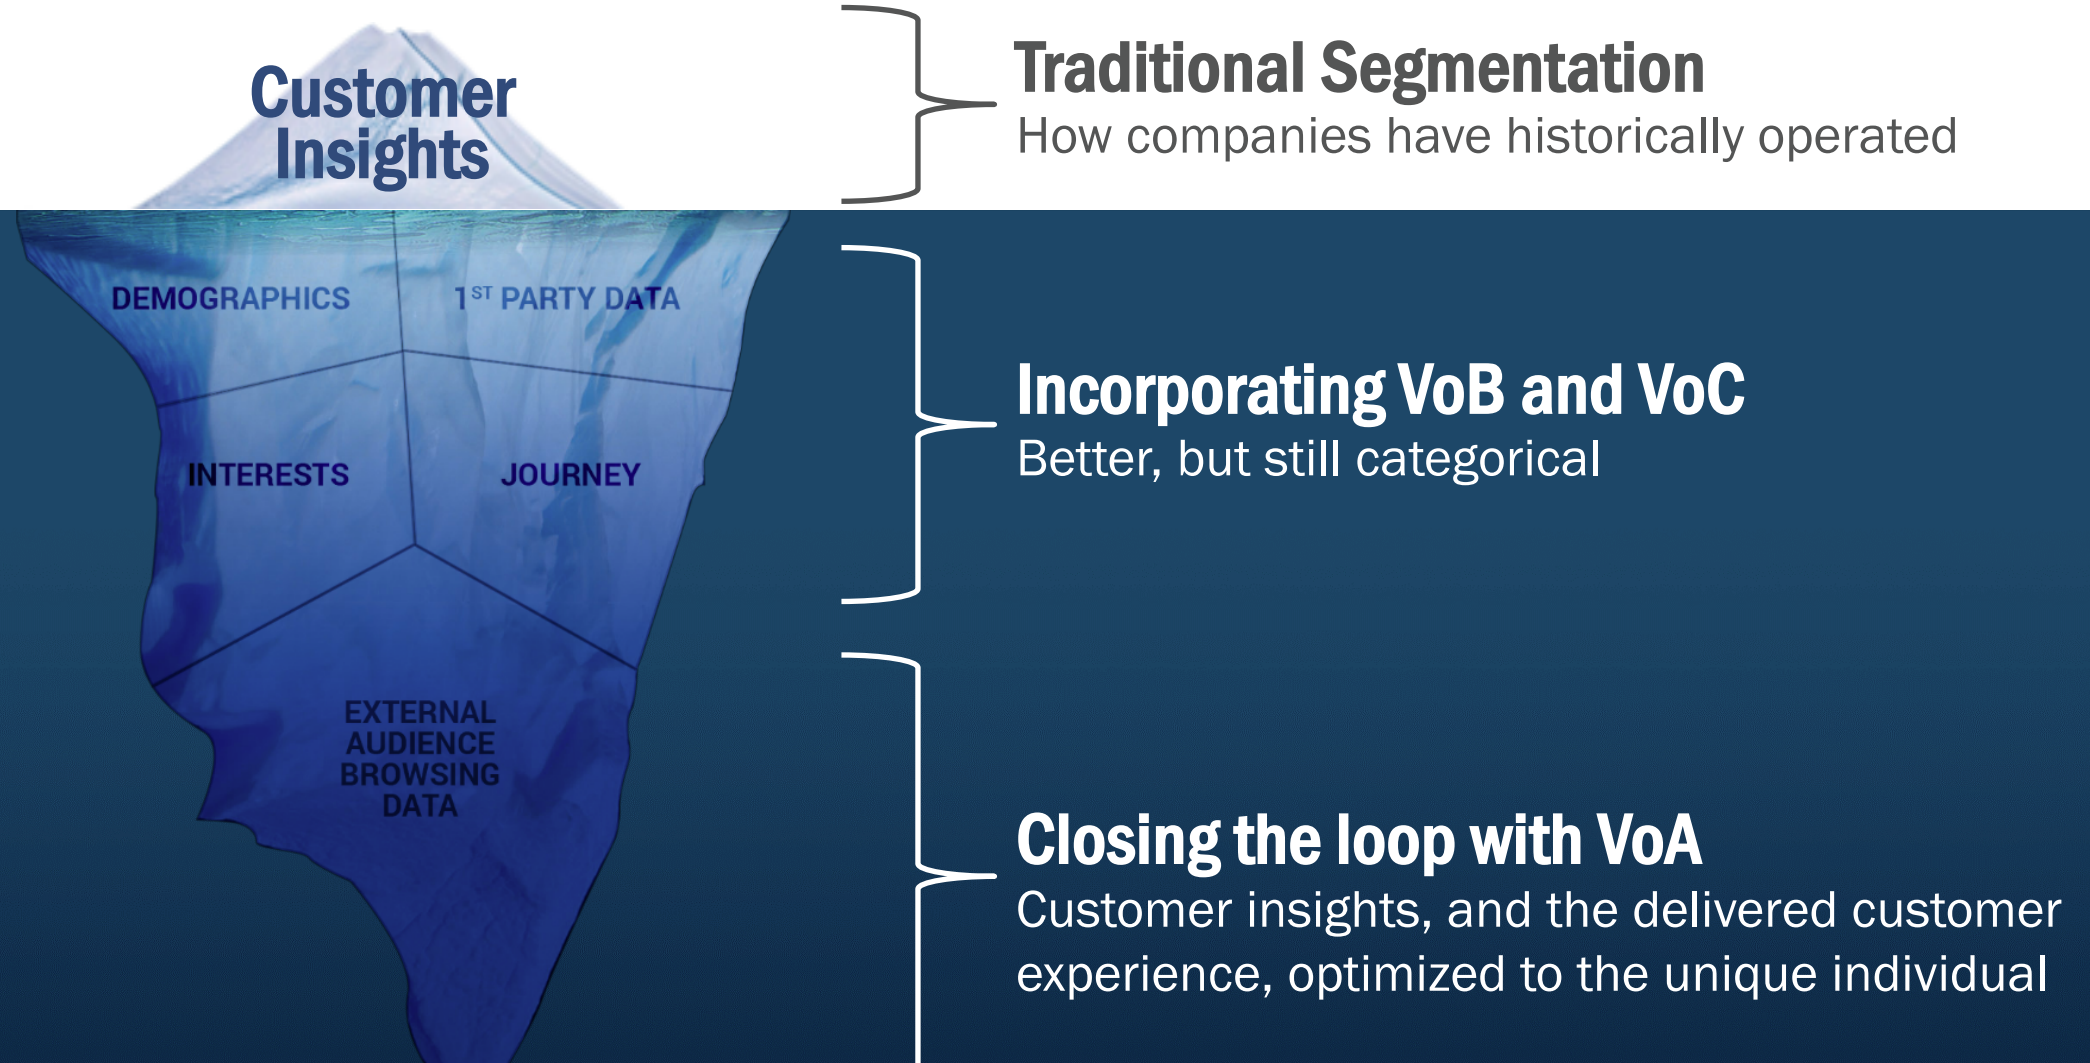 Customer
Insights
Traditional Segmentation
How companies have historically operated
DEMOGRAPHICS
1ST PARTY DATA
INTERESTS
JOURNEY
Incorporating VoB and VoC
Better, but still categorical
EXTERNAL
AUDIENCE
BROWSING
DATA
Closing the loop with VoA
Customer insights, and the delivered customer
experience, optimized to the unique individual